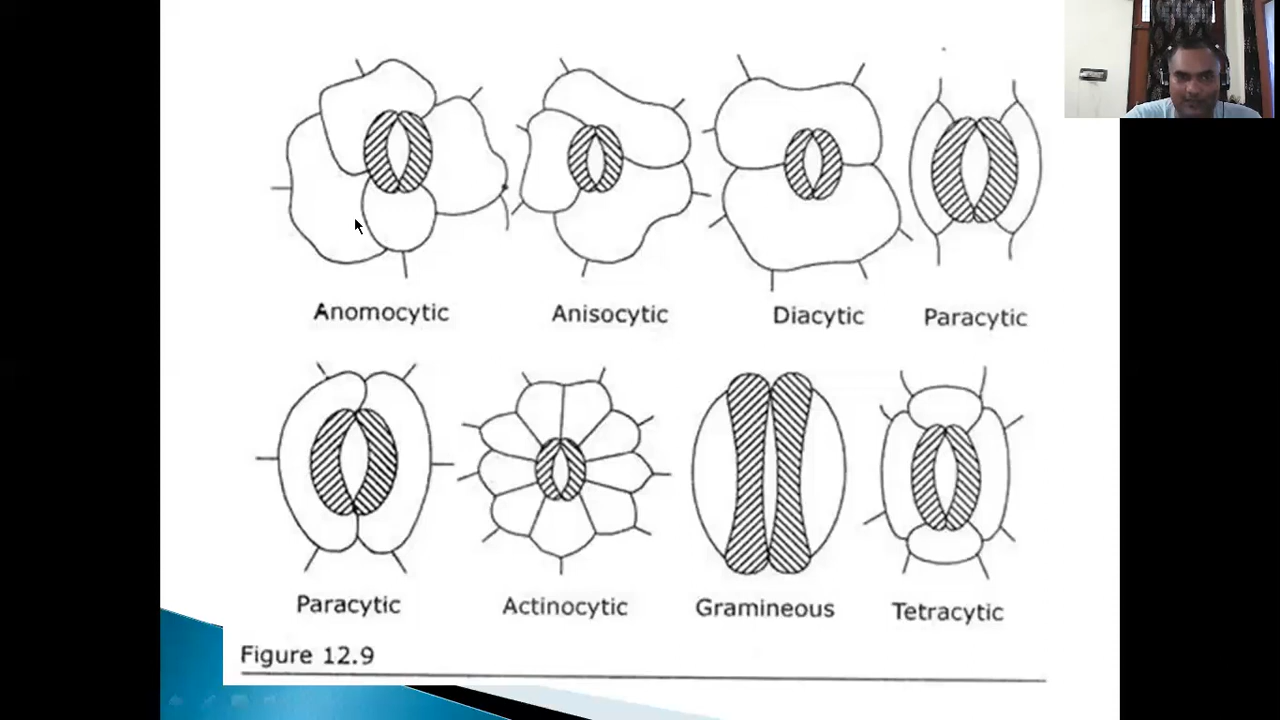 Anomocytic
Anisocytic
Diacytic
Paracytic
Paracytic
Actinocytic
Gramineous
Tetracytic
Figure 12.9